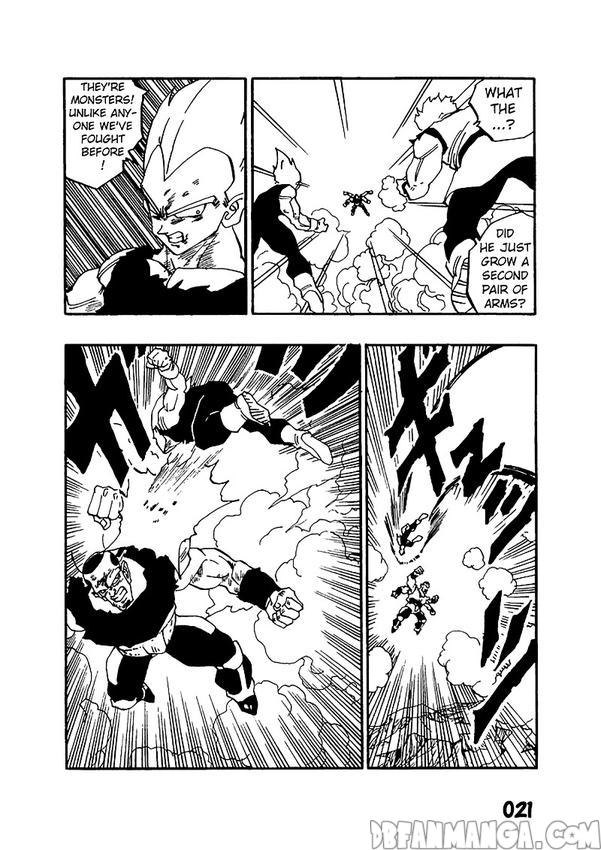 THEY'RE
MONSTERS!
UNLIKE ANY-
ONE WE'VE
FOUGHT
BEFORE
!
WHAT
THE
...?
DID
HE JUST
GROW A
SECOND
PAIR OF
ARMS?
021
DBFANMANGA.COM